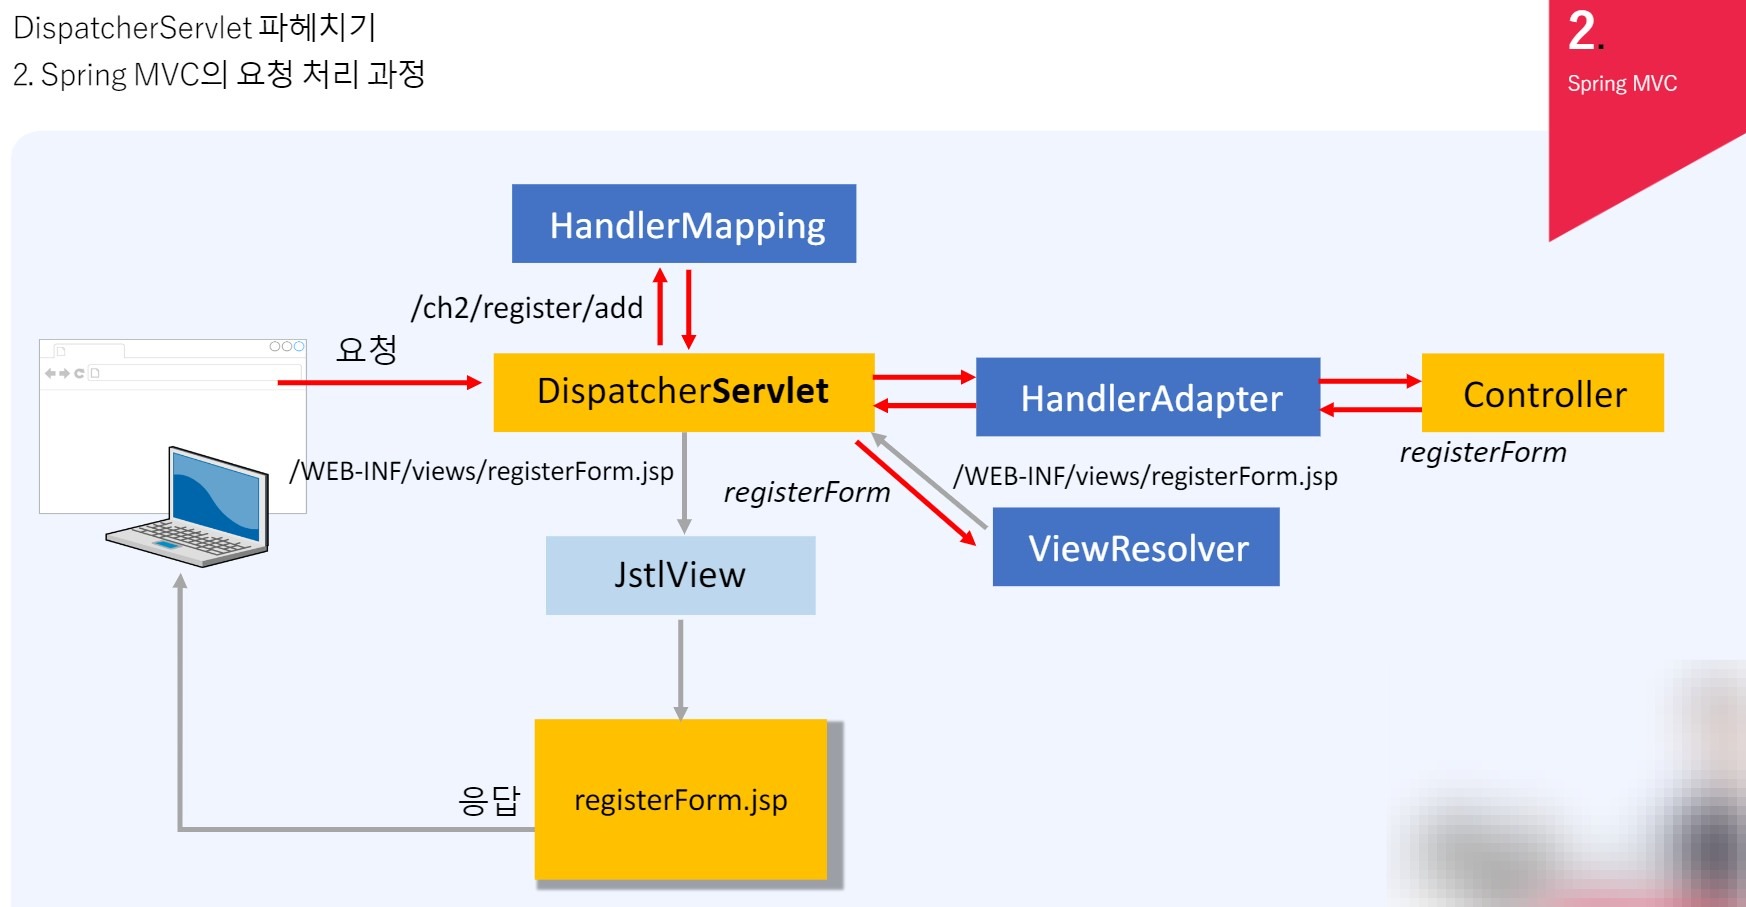 DispatcherServlet 파헤치기
2. Spring MVC의 요청 처리 과정
2.
Spring MVC
HandlerMapping
/ch2/register/add
요청
DispatcherServlet
HandlerAdapter
Controller
registerForm
/WEB-INF/views/registerForm.jsp
registerForm
/WEB-INF/views/registerForm.jsp
ViewResolver
JstlView
registerForm.jsp
응답